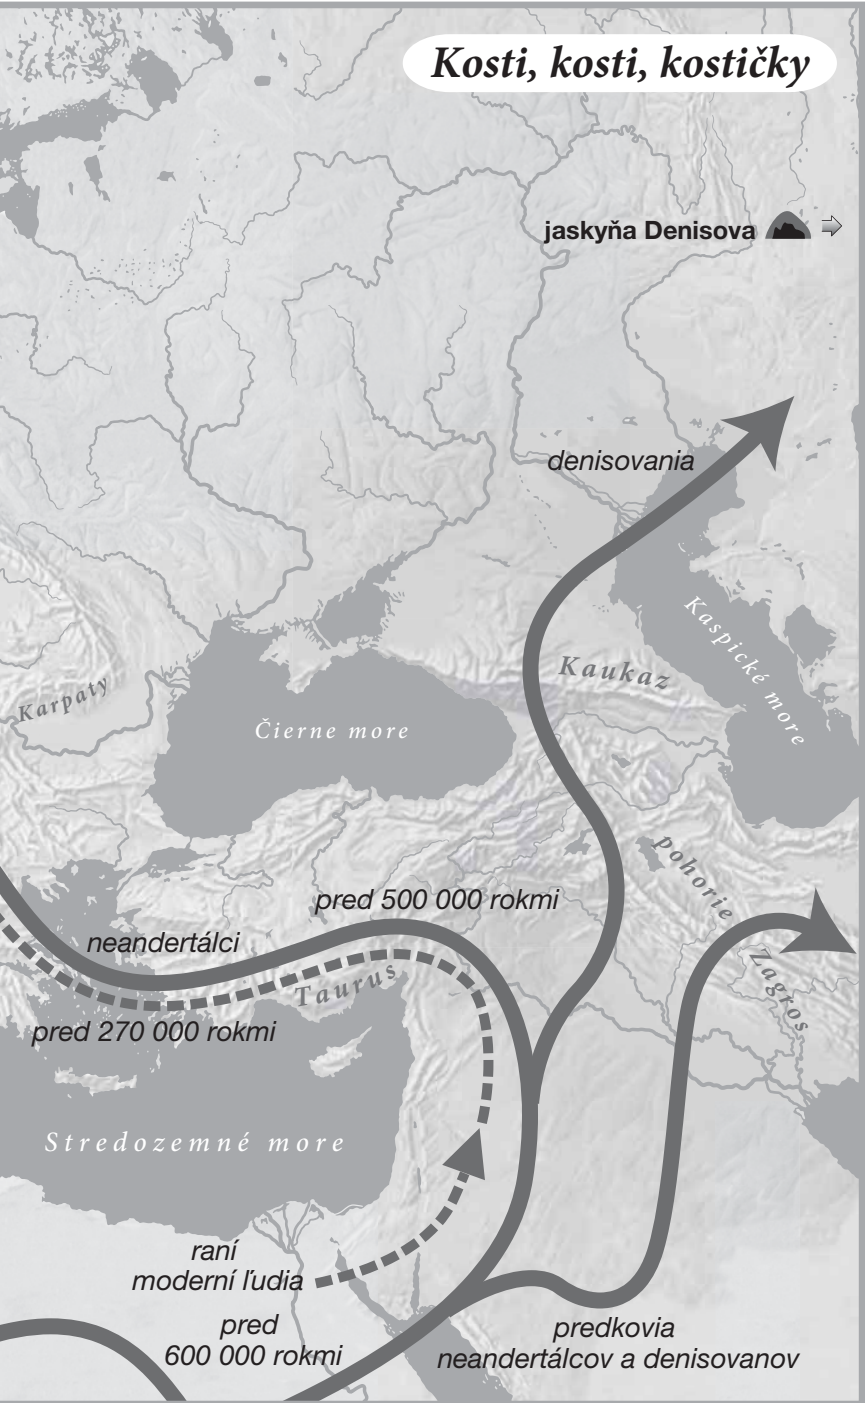 Kosti, kosti, kostičky
jaskyňa Denisova
denisovania
Kaspické more
Kaukaz
Karpaty
Čierne more
pohorie
Zagros
pred 500 000 rokmi
neandertálci
Taurus
pred 270 000 rokmi
Stredozemné more
raní
moderní ľudia
pred
600 000 rokmi
predkovia
neandertálcov a denisovanov